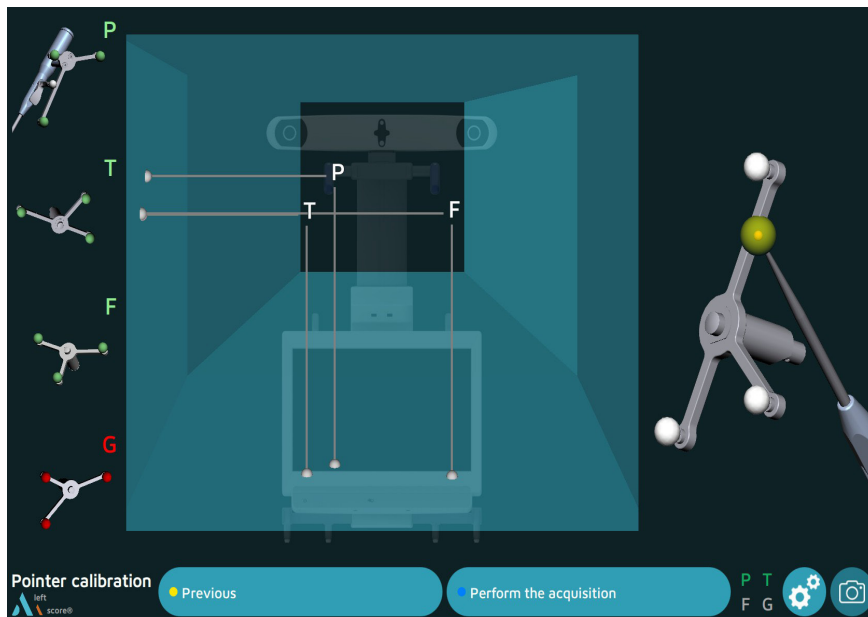 P
T
F
G
P
T
F
Pointer calibration
left
score®
Previous
Perform the acquisition
P T
F G